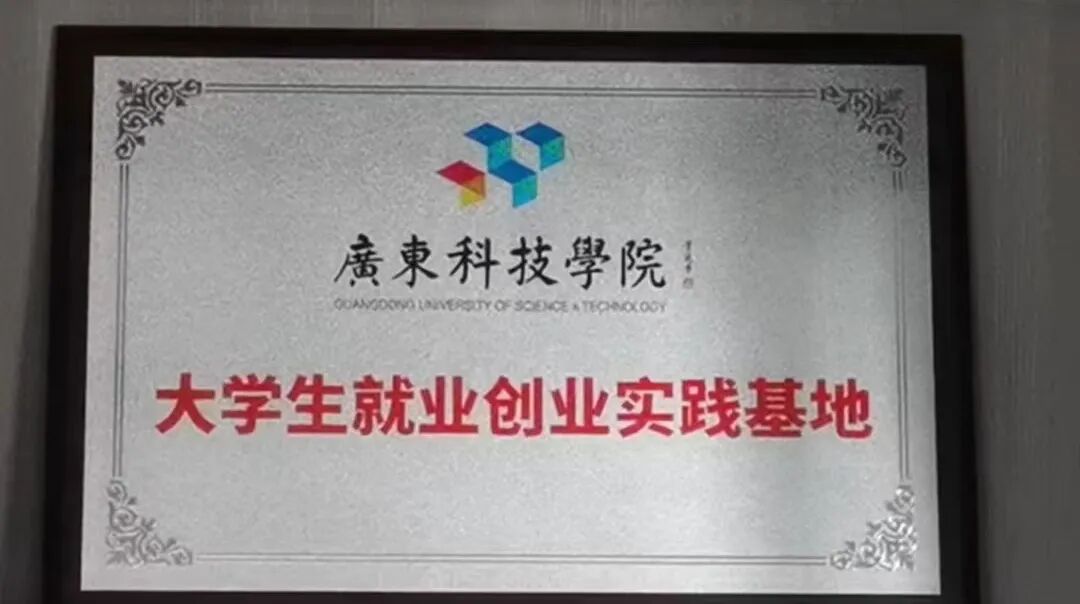 廣東科技學院
GUANGDONG UNIVERSITY OF SCIENCE & TECHNOLOGY
大学生就业创业实践基地